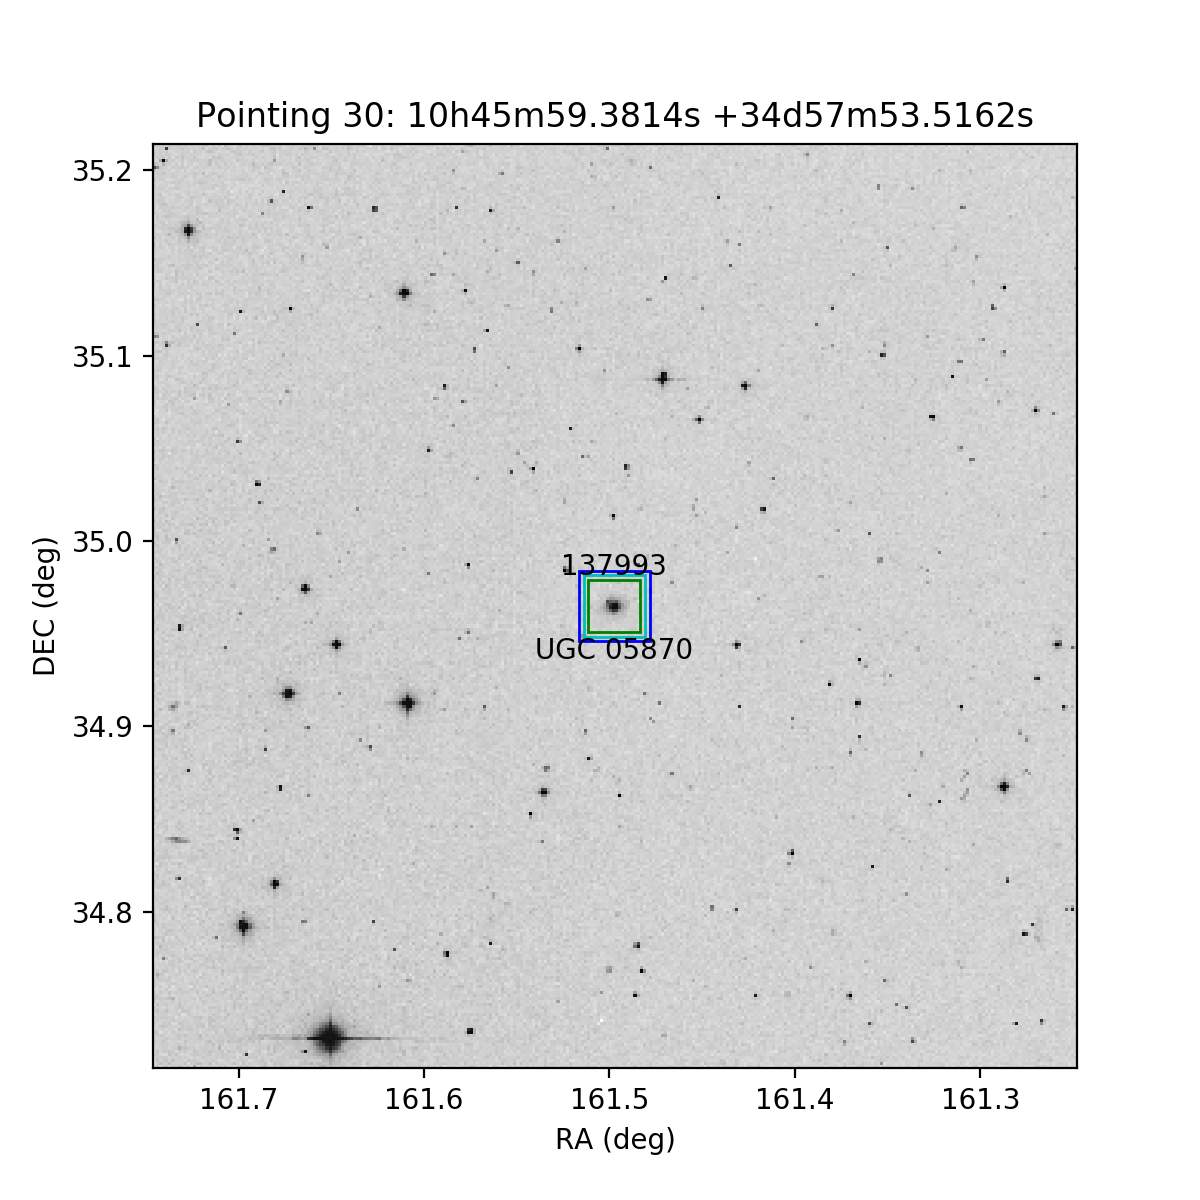 Pointing 30: 10h45m59.3814s +34d57m53.5162s
35.2
35.1
35.0
34.9
34.8
DEC (deg)
137993
UGC 05870
161.7 161.6 161.5 161.4 161.3
RA (deg)